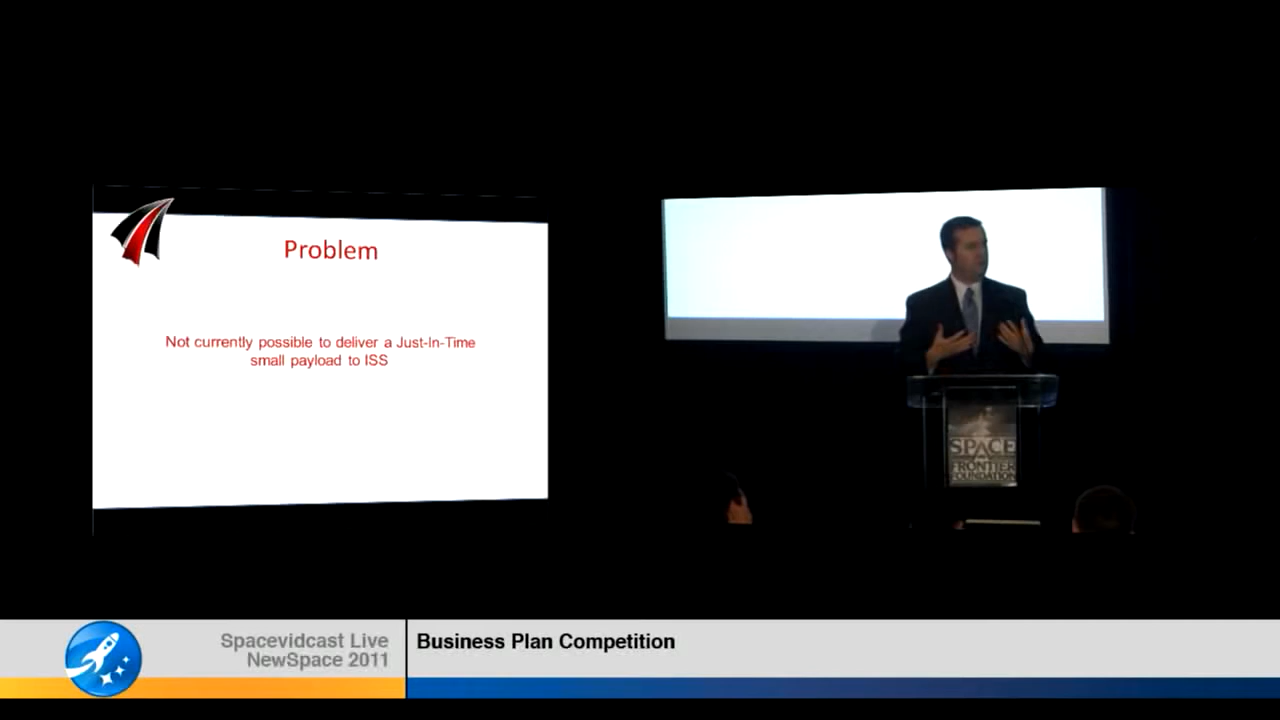 Problem
Not currently possible to deliver a Just-In-Time
small payload to ISS
SPACE
FRONTIER
FOUNDATION
Spacevidcast Live
NewSpace 2011
Business Plan Competition